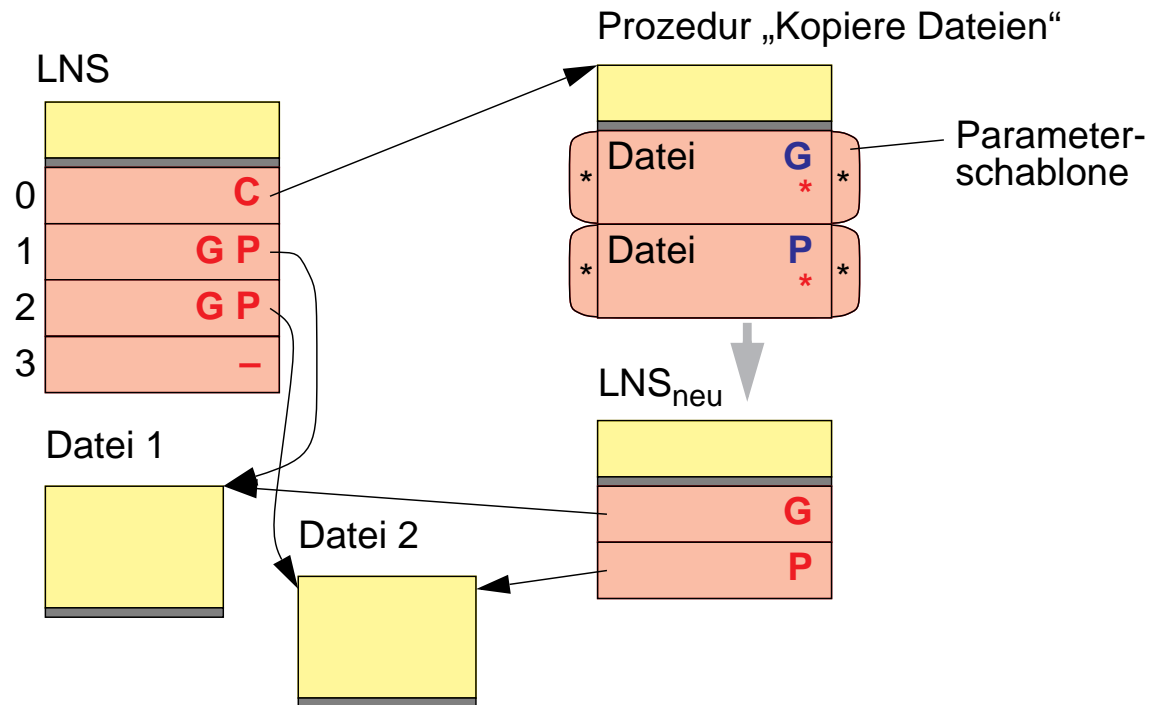 Prozedur „Kopiere Dateien“
LNS
0 C
1 G P
2 G P
3 –
* Datei G *
*
* Datei P *
*
Parameter-
schablone
LNSneu
G
P
Datei 1
Datei 2